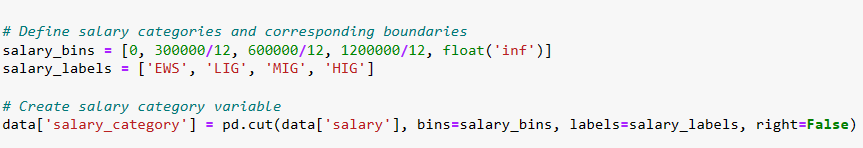 # Define salary categories and corresponding boundaries
salary_bins = [0, 300000/12, 600000/12, 1200000/12, float('inf')]
salary_labels = ['EWS', 'LIG', 'MIG', 'HIG']
# Create salary category variable
data['salary_category'] = pd.cut(data['salary'], bins=salary_bins, labels=salary_labels, right=False)